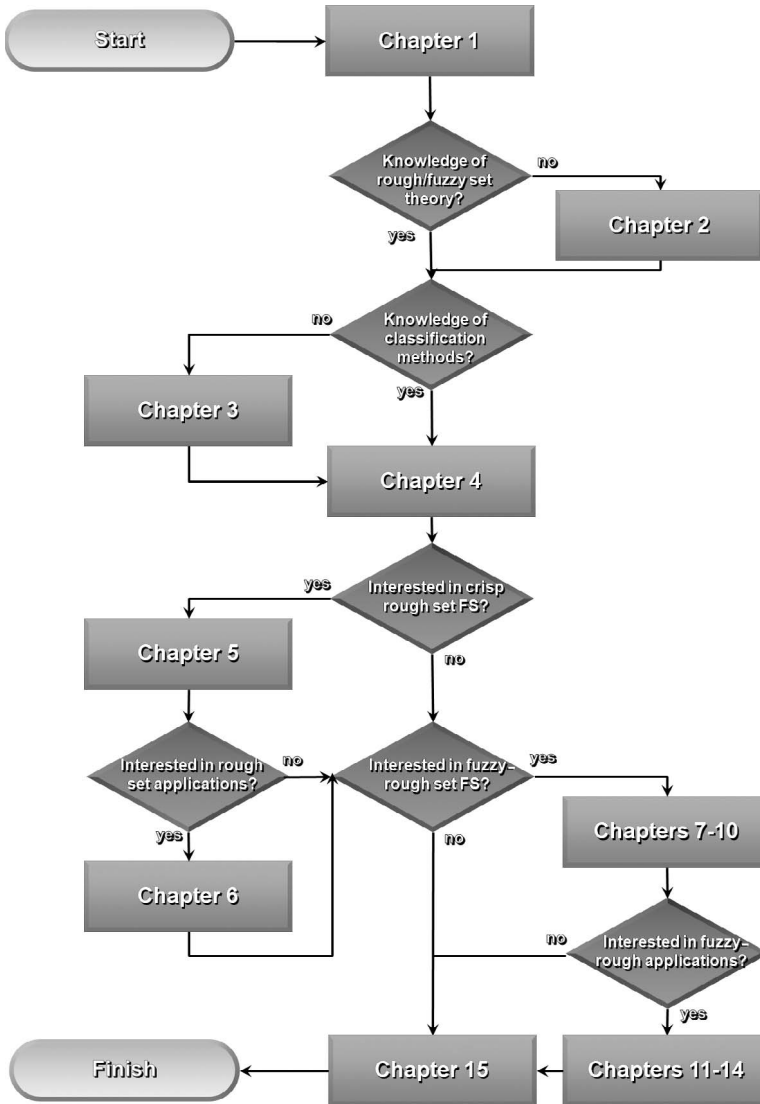 Start
Chapter 1
Knowledge of
rough/fuzzy set
theory?
no
yes
Chapter 2
Knowledge of
classification
methods?
no
yes
Chapter 3
Chapter 4
Interested in crisp
rough set FS?
yes
no
Chapter 5
Interested in rough
set applications?
no
yes
Interested in fuzzy–
rough set FS?
yes
no
Chapters 7-10
Chapter 6
Interested in fuzzy–
rough applications?
no
yes
Finish
Chapter 15
Chapters 11-14